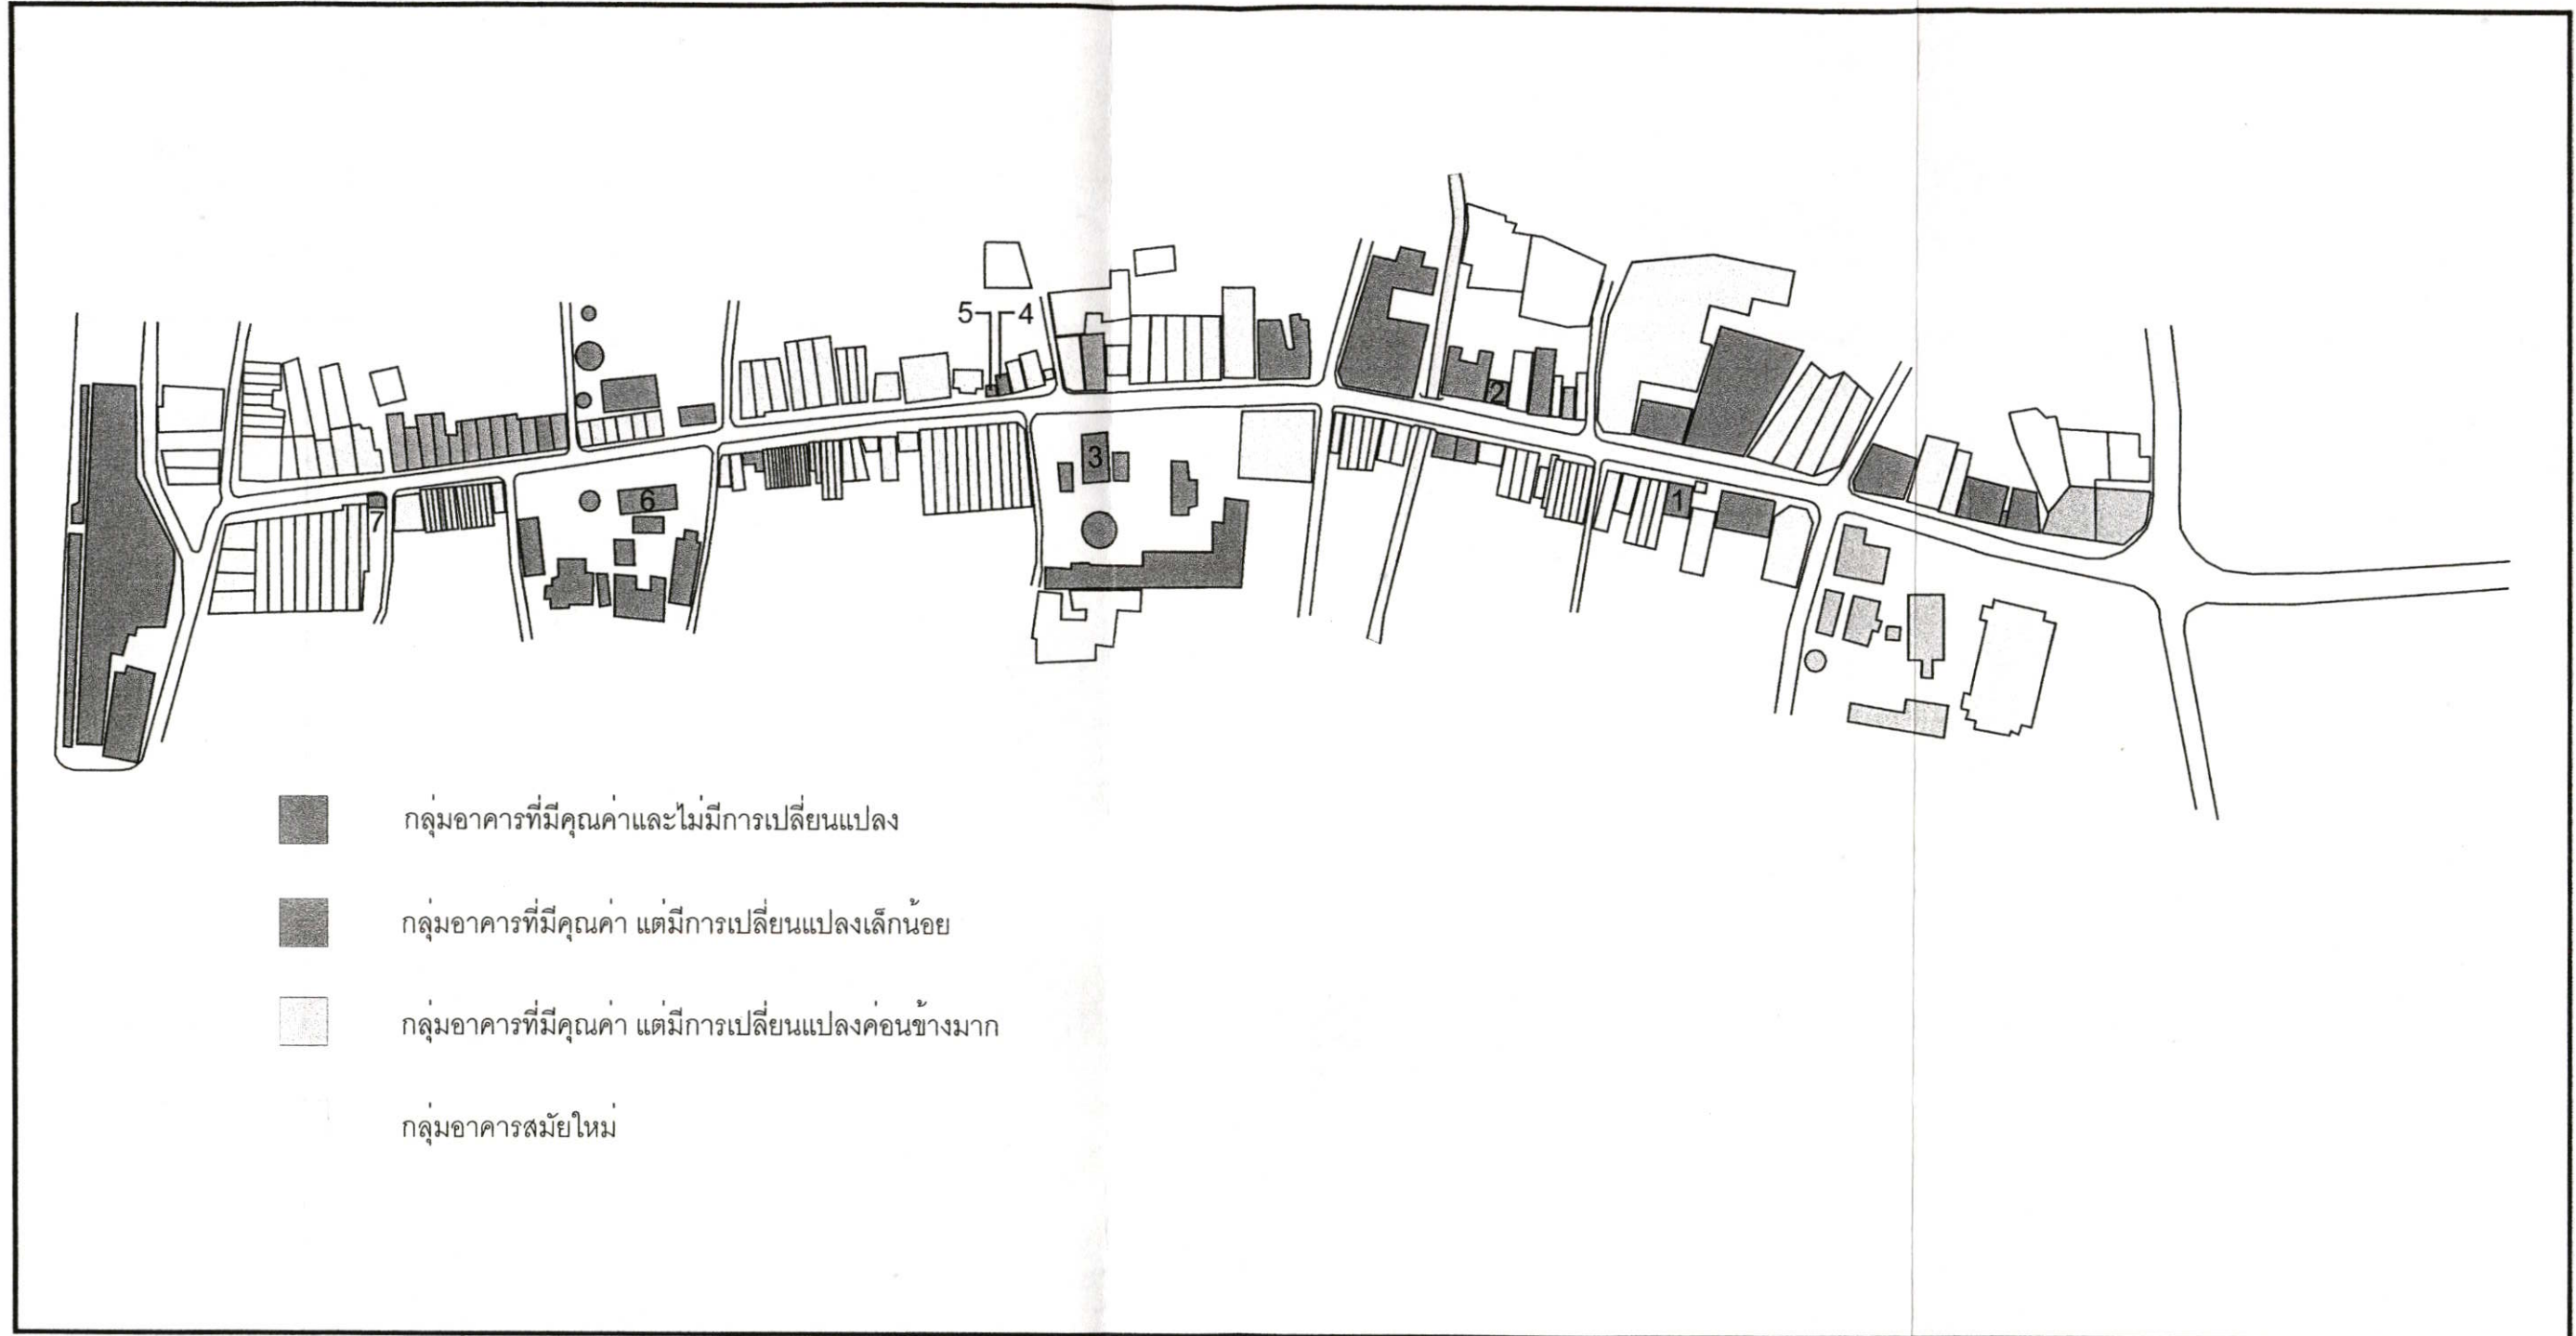 5 4
2
3
1
6
7
กลุ่มอาคารที่มีคุณค่าและไม่มีการเปลี่ยนแปลง
กลุ่มอาคารที่มีคุณค่า แต่มีการเปลี่ยนแปลงเล็กน้อย
กลุ่มอาคารที่มีคุณค่า แต่มีการเปลี่ยนแปลงค่อนข้างมาก
กลุ่มอาคารสมัยใหม่